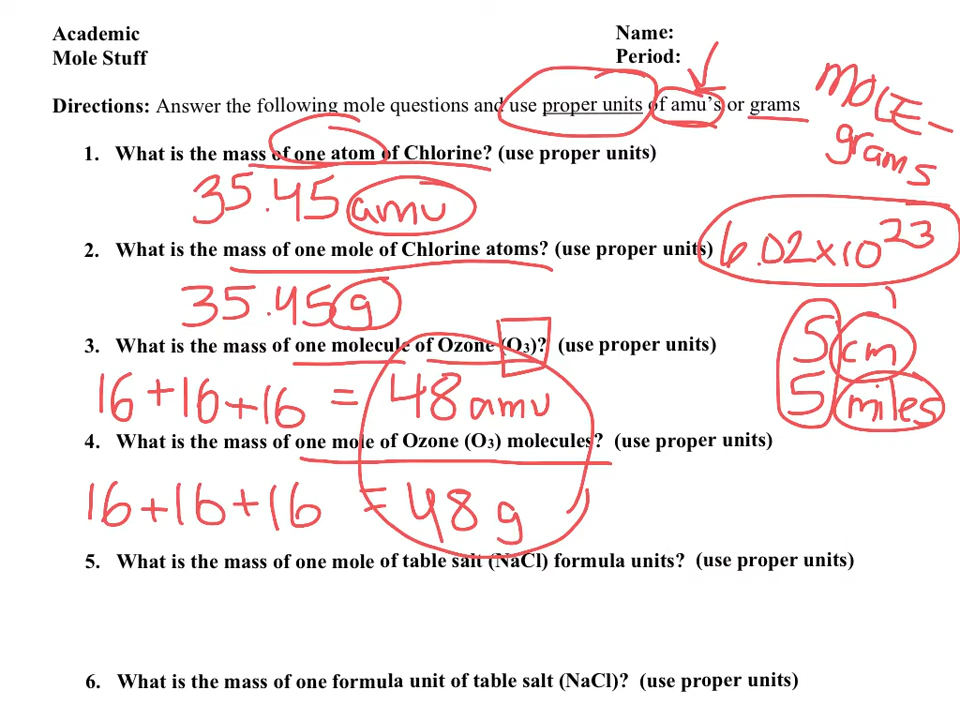 Academic Name:
Mole Stuff Period:
Directions: Answer the following mole questions and use proper units of amu's or grams
MOLE-
grams
1. What is the mass of one atom of Chlorine? (use proper units)
35.45 amu
2. What is the mass of one mole of Chlorine atoms? (use proper units)
6.02x10^23
35.45 g
3. What is the mass of one molecule of Ozone (O₃)? (use proper units)
5 cm
16+16+16 = 48 amu
5 miles
4. What is the mass of one mole of Ozone (O₃) molecules? (use proper units)
16+16+16 = 48 g
5. What is the mass of one mole of table salt (NaCl) formula units? (use proper units)
6. What is the mass of one formula unit of table salt (NaCl)? (use proper units)